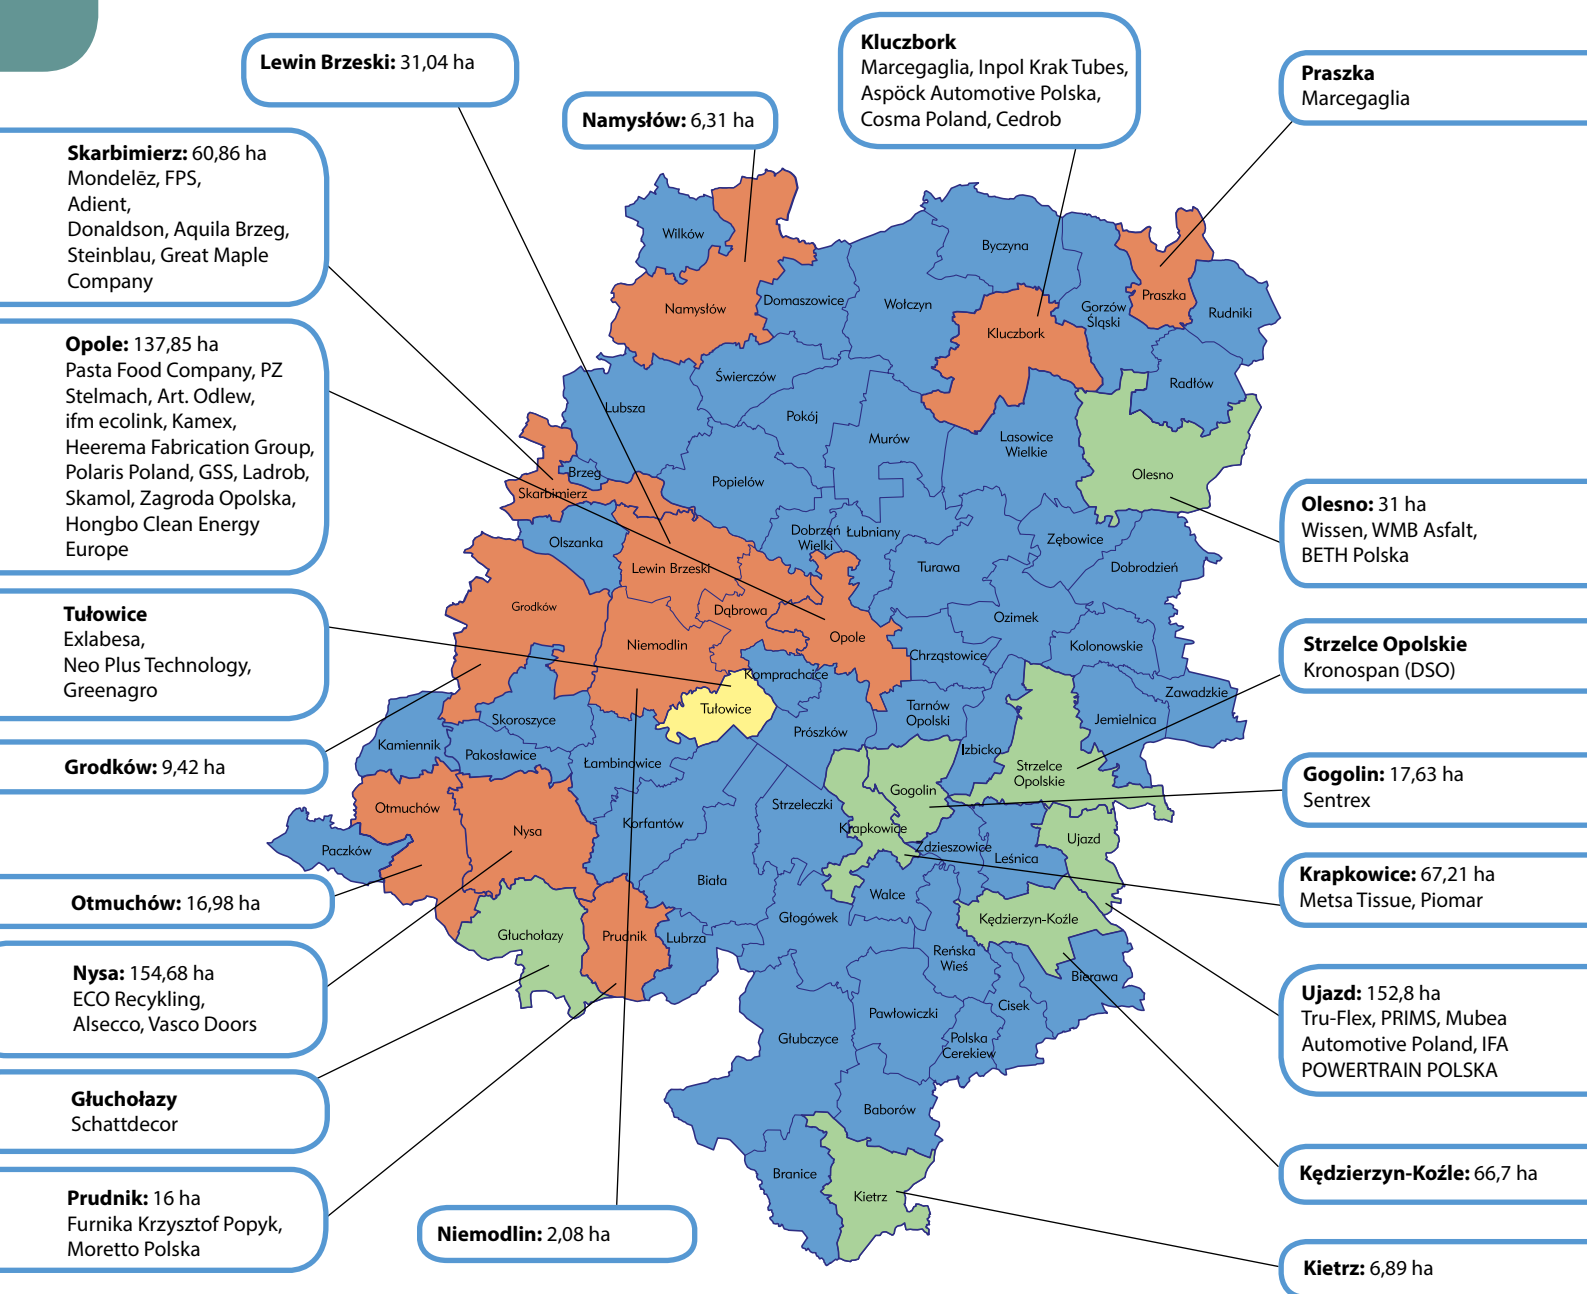 Lewin Brzeski: 31,04 ha
Namysłów: 6,31 ha
Kluczbork
Marcegaglia, Inpol Krak Tubes,
Aspöck Automotive Polska,
Cosma Poland, Cedrob
Praszka
Marcegaglia
Skarbimierz: 60,86 ha
Mondelēz, FPS,
Adient,
Donaldson, Aquila Brzeg,
Steinblau, Great Maple
Company
Opole: 137,85 ha
Pasta Food Company, PZ
Stelmach, Art. Odlew,
ifm ecolink, Kamex,
Heerema Fabrication Group,
Polaris Poland, GSS, Ladrob,
Skamol, Zagroda Opolska,
Hongbo Clean Energy
Europe
Tułowice
Exlabesa,
Neo Plus Technology,
Greenagro
Grodków: 9,42 ha
Otmuchów: 16,98 ha
Nysa: 154,68 ha
ECO Recykling,
Alsecco, Vasco Doors
Głuchołazy
Schattdecor
Prudnik: 16 ha
Furnika Krzysztof Popyk,
Moretto Polska
Niemodlin: 2,08 ha
Olesno: 31 ha
Wissen, WMB Asfalt,
BETH Polska
Strzelce Opolskie
Kronospan (DSO)
Gogolin: 17,63 ha
Sentrex
Krapkowice: 67,21 ha
Metsa Tissue, Piomar
Ujazd: 152,8 ha
Tru-Flex, PRIMS, Mubea
Automotive Poland, IFA
POWERTRAIN POLSKA
Kędzierzyn-Koźle: 66,7 ha
Kietrz: 6,89 ha
Wilków
Byczyna
Namysłów
Domaszowice
Wołczyn
Kluczbork
Gorzów
Śląski
Praszka
Rudniki
Radłów
Świerczów
Lubsza
Pokój
Murów
Lasowice
Wielkie
Olesno
Brzeg
Skarbimierz
Popielów
Olszanka
Dobrzeń
Wielki
Łubniany
Zębowice
Lewin Brzeski
Turawa
Dobrodzień
Grodków
Dąbrowa
Ozimek
Niemodlin
Opole
Chrząstowice
Kolonowskie
Komprachcice
Zawadzkie
Tułowice
Tarnów
Opolski
Jemielnica
Skoroszyce
Prószków
Kamiennik
Pakosławice
Łambinowice
Izbicko
Strzelce
Opolskie
Otmuchów
Nysa
Korfantów
Strzeleczki
Gogolin
Krapkowice
Zdzieszowice
Leśnica
Ujazd
Paczków
Biała
Walce
Głogówek
Kędzierzyn-Koźle
Głuchołazy
Prudnik
Lubrza
Reńska
Wieś
Bierawa
Cisek
Pawłowiczki
Głubczyce
Polska
Cerekiew
Baborów
Branice
Kietrz